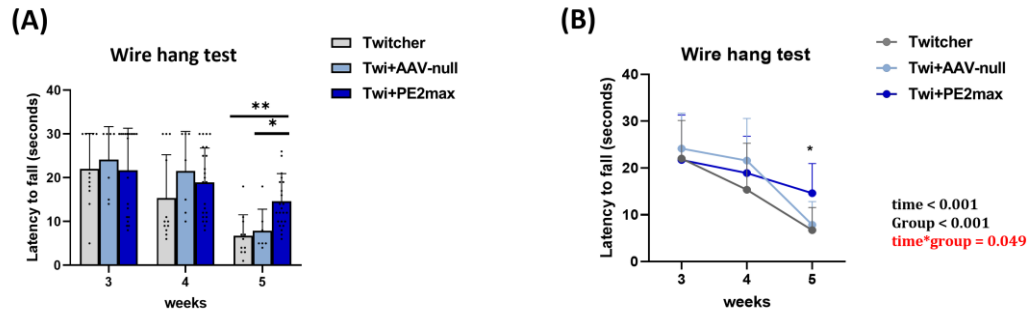 (A)
Wire hang test
Twitcher
Twi+AAV-null
Twi+PE2max
Latency to fall (seconds)
40
30
20
10
0
**
*
3 4 5
weeks
(B)
Wire hang test
Twitcher
Twi+AAV-null
Twi+PE2max
Latency to fall (seconds)
40
30
20
10
0
*
3 4 5
weeks
time < 0.001
Group < 0.001
time*group = 0.049